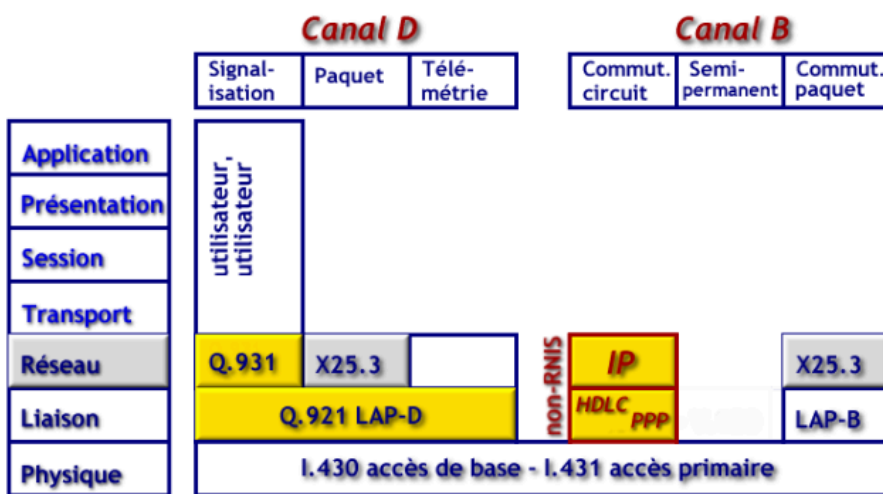 Canal D
Canal B
Signal-
isation
Paquet
Télé-
métrie
Commut.
circuit
Semi-
permanent
Commut.
paquet
Application
Présentation
Session
Transport
Réseau
Liaison
Physique
utilisateur,
utilisateur
Q.931
X25.3
non-RNIS
IP
X25.3
Q.921 LAP-D
HDLC
PPP
LAP-B
I.430 accès de base - I.431 accès primaire